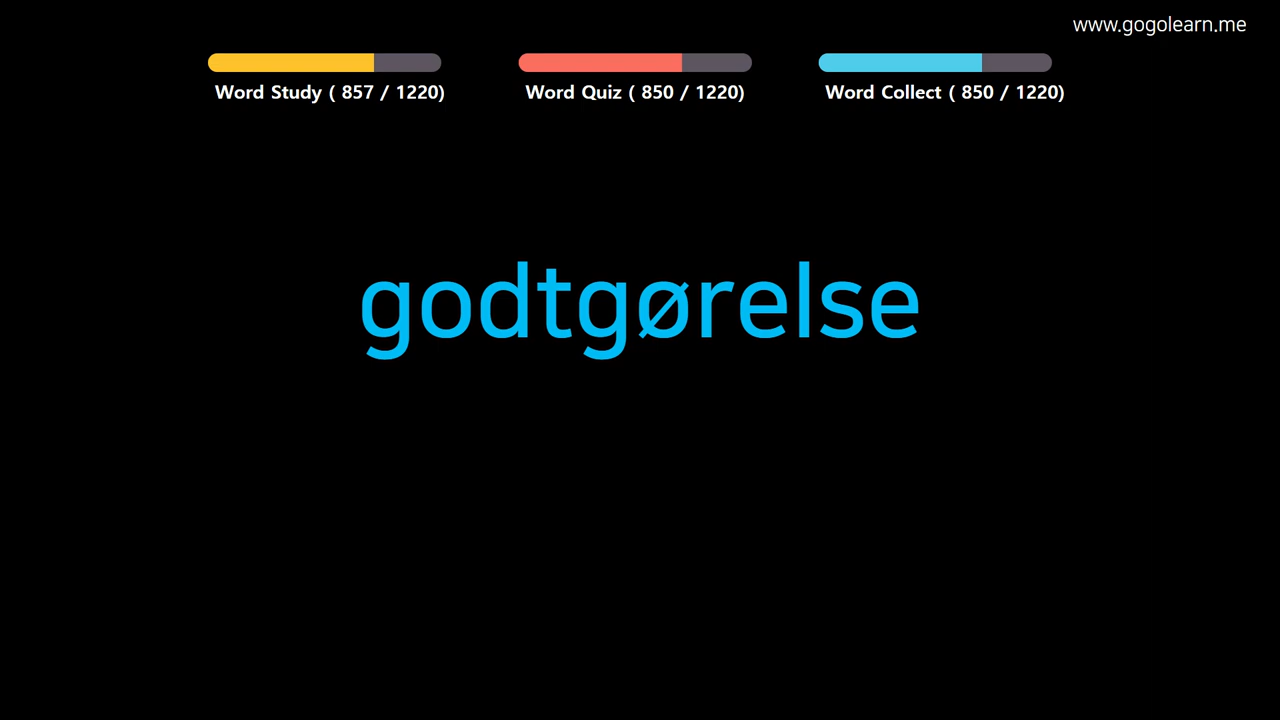 www.gogolearn.me
Word Study ( 857 / 1220)
Word Quiz ( 850 / 1220)
Word Collect ( 850 / 1220)
godtgørelse